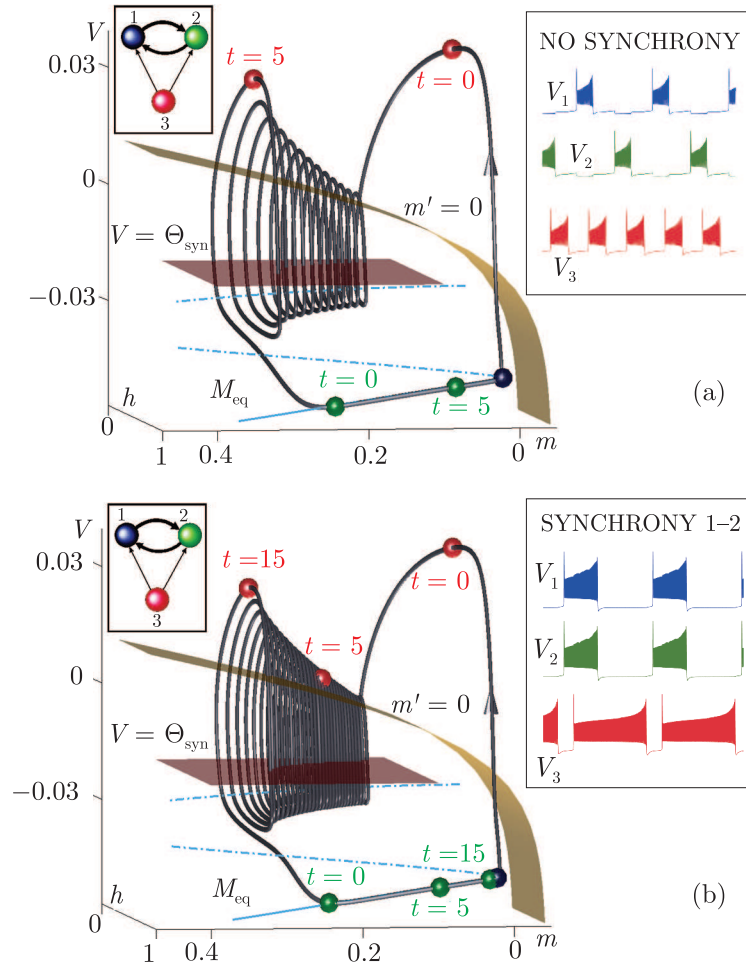 V
1
2
3
t = 5
t = 0
0.03
0
−0.03
V = Θsyn
m′ = 0
t = 0
t = 5
Meq
h
0
1
0.4
0.2
0
m
NO SYNCHRONY
V1
V2
V3
(a)
V
1
2
3
t = 15
t = 0
t = 5
0.03
0
−0.03
V = Θsyn
m′ = 0
t = 15
t = 0
t = 5
Meq
h
0
1
0.4
0.2
0
m
SYNCHRONY 1–2
V1
V2
V3
(b)